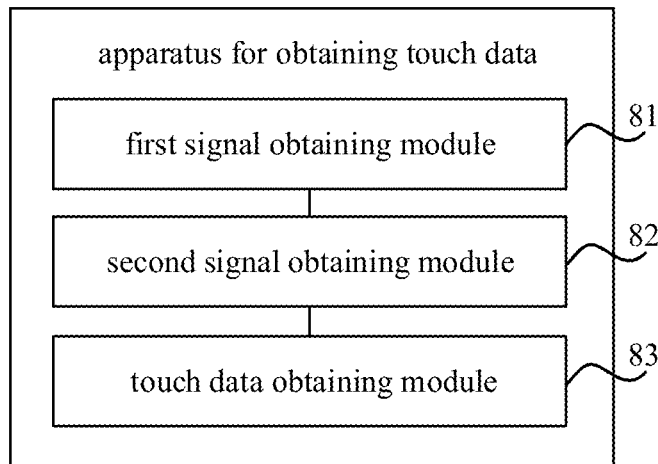 apparatus for obtaining touch data
first signal obtaining module
81
second signal obtaining module
82
touch data obtaining module
83